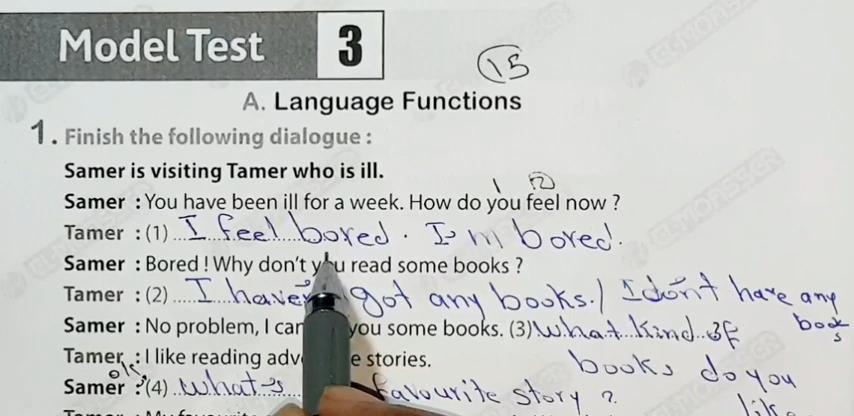 Model Test 3
15
A. Language Functions
1. Finish the following dialogue :
Samer is visiting Tamer who is ill.
1 2
Samer : You have been ill for a week. How do you feel now ?
Tamer : (1) I feel bored. I'm bored.
Samer : Bored ! Why don't you read some books ?
Tamer : (2) I haven't got any books. / I don't have any
books
Samer : No problem, I can you some books. (3) What kind of
books do you
Tamer : I like reading stories.
like
ok
Samer : (4) what's favourite story ?